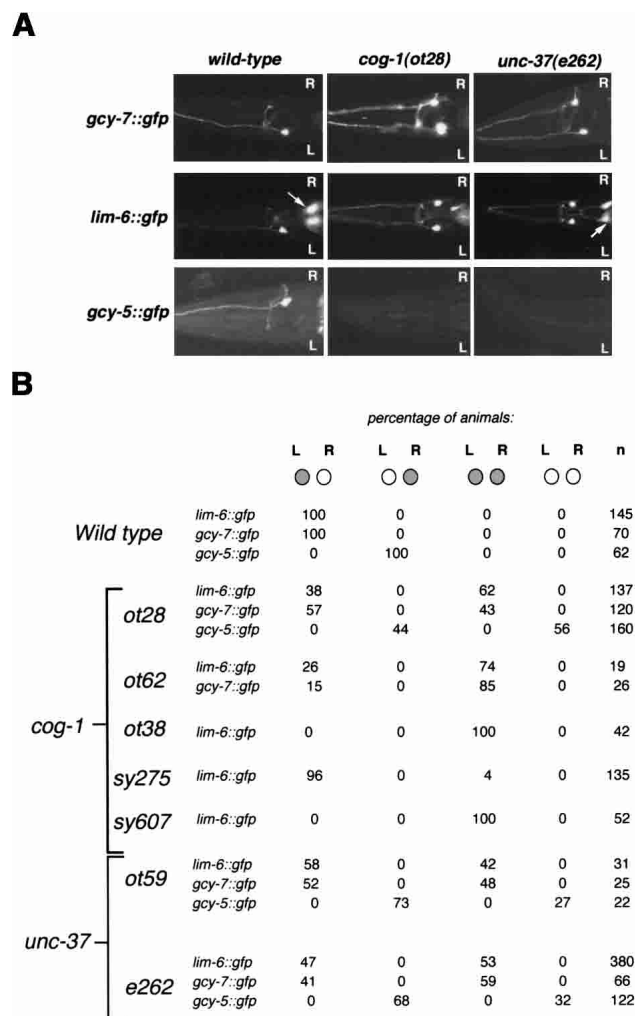 A
wild-type cog-1(ot28) unc-37(e262)
gcy-7::gfp R L R L R L
lim-6::gfp R L R L R L
gcy-5::gfp R L R L R L
B
percentage of animals:
L R L R L R L R n
Wild type
lim-6::gfp 100 0 0 0 145
gcy-7::gfp 100 0 0 0 70
gcy-5::gfp 0 100 0 0 62
cog-1
ot28
lim-6::gfp 38 0 62 0 137
gcy-7::gfp 57 0 43 0 120
gcy-5::gfp 0 44 0 56 160
ot62
lim-6::gfp 26 0 74 0 19
gcy-7::gfp 15 0 85 0 26
ot38
lim-6::gfp 0 0 100 0 42
sy275
lim-6::gfp 96 0 4 0 135
sy607
lim-6::gfp 0 0 100 0 52
unc-37
ot59
lim-6::gfp 58 0 42 0 31
gcy-7::gfp 52 0 48 0 25
gcy-5::gfp 0 73 0 27 22
e262
lim-6::gfp 47 0 53 0 380
gcy-7::gfp 41 0 59 0 66
gcy-5::gfp 0 68 0 32 122